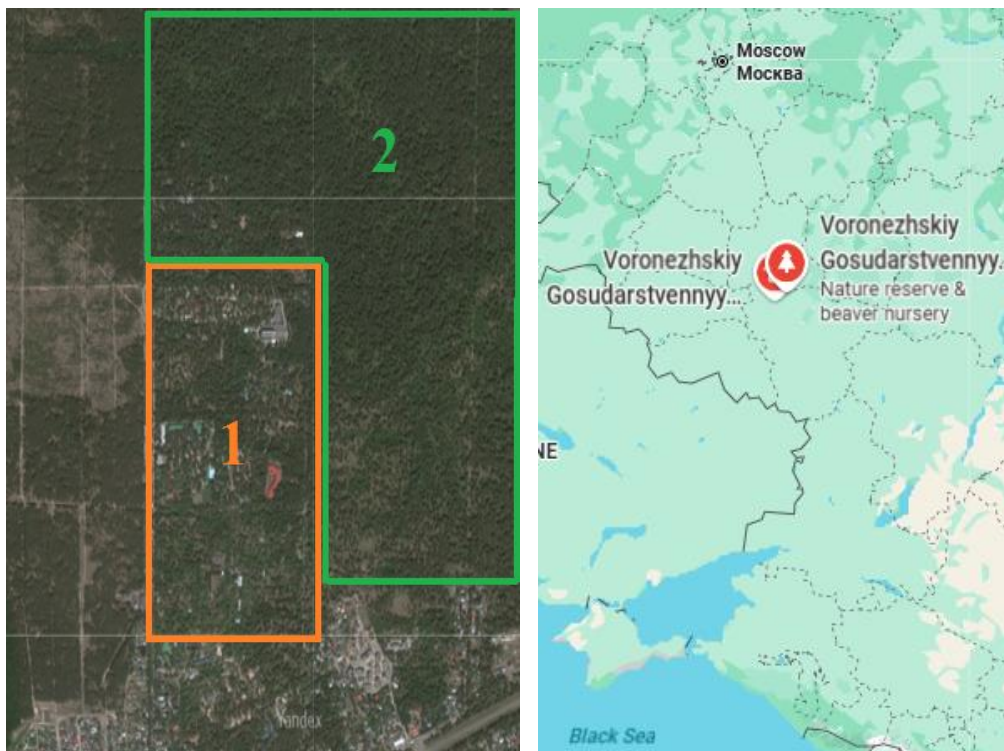 2
1
Yandex
Moscow
Москва
Voronezhskiy
Gosudarstvennyy...
Nature reserve &
beaver nursery
Voronezhskiy
Gosudarstvennyy...
NE
Black Sea